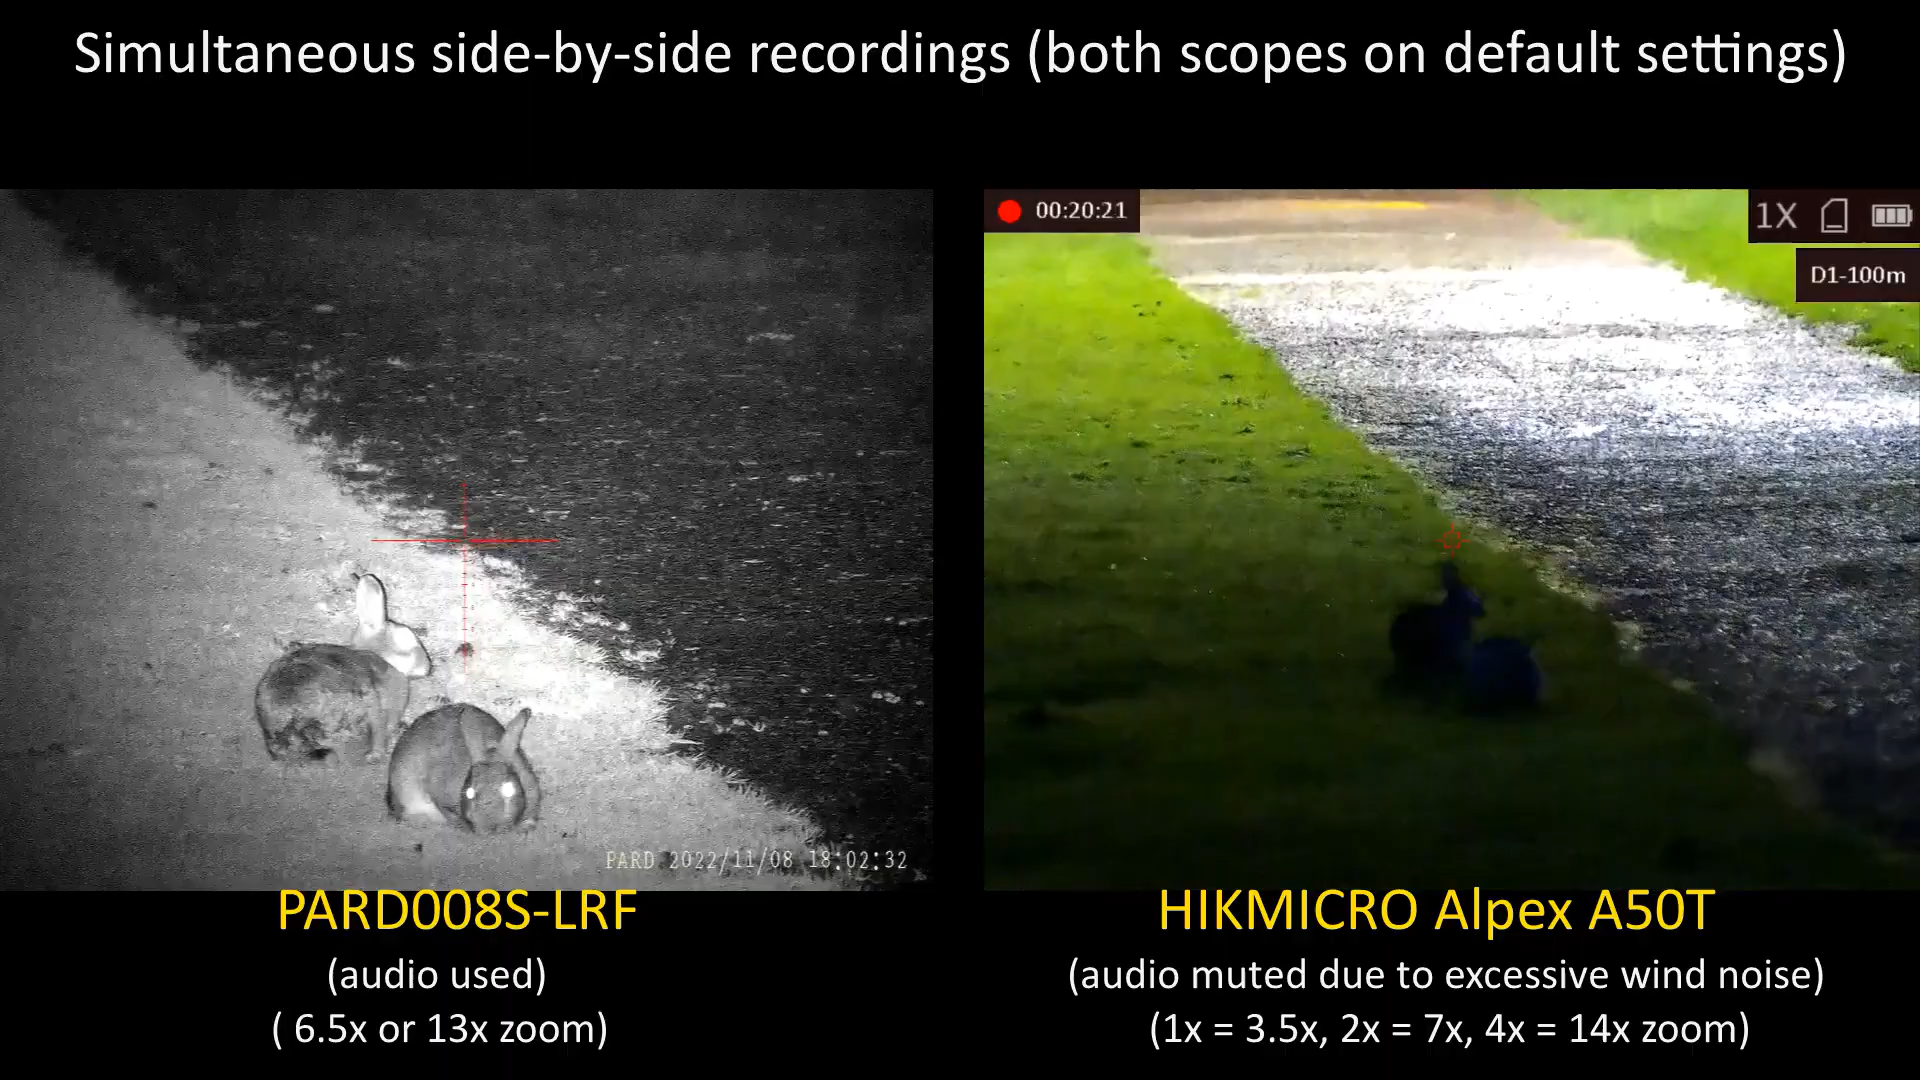 Simultaneous side-by-side recordings (both scopes on default settings)
00:20:21
1X
D1-100m
PARD 2022/11/08 18:02:32
PARD008S-LRF
(audio used)
( 6.5x or 13x zoom)
HIKMICRO Alpex A50T
(audio muted due to excessive wind noise)
(1x = 3.5x, 2x = 7x, 4x = 14x zoom)